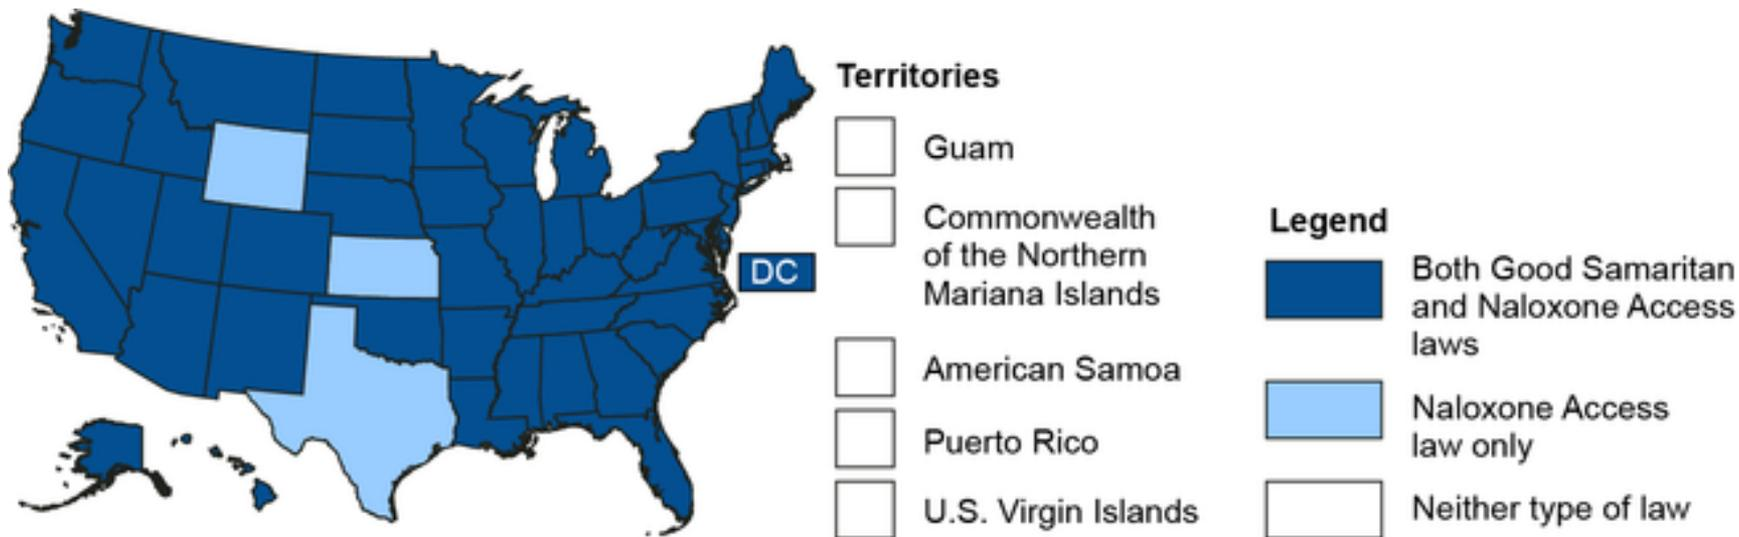 Territories
Guam
Commonwealth
of the Northern
Mariana Islands
American Samoa
Puerto Rico
U.S. Virgin Islands
DC
Legend
Both Good Samaritan
and Naloxone Access
laws
Naloxone Access
law only
Neither type of law